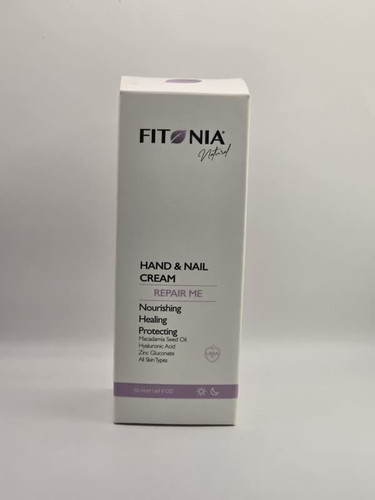 FITONIA®
Natural
HAND & NAIL
CREAM
REPAIR ME
Nourishing
Healing
Protecting
Macadamia Seed Oil
Hyaluronic Acid
Zinc Gluconate
All Skin Types